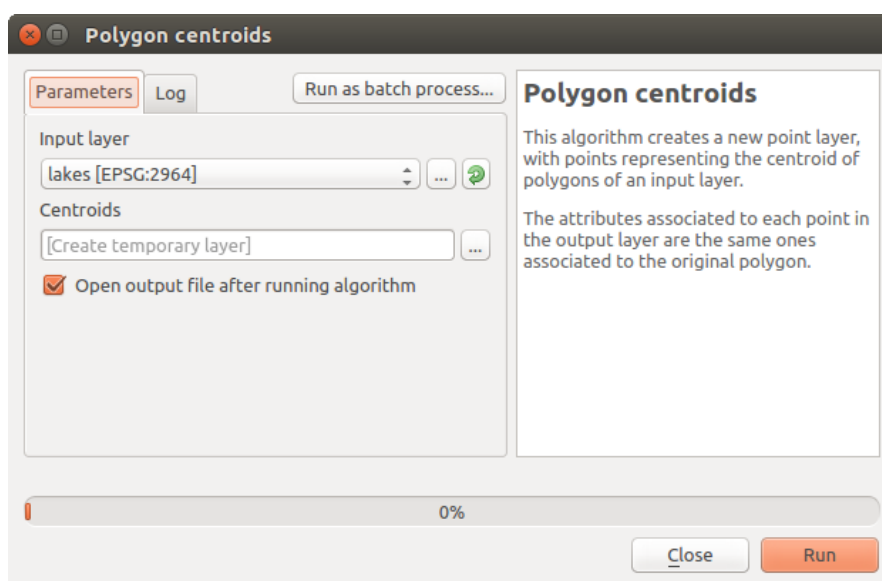 Polygon centroids
Parameters
Log
Run as batch process...
Input layer
lakes [EPSG:2964]
...
Centroids
[Create temporary layer]
...
Open output file after running algorithm
Polygon centroids
This algorithm creates a new point layer,
with points representing the centroid of
polygons of an input layer.
The attributes associated to each point in
the output layer are the same ones
associated to the original polygon.
0%
Close
Run